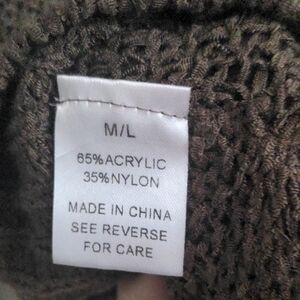 M/L
65%ACRYLIC
35%NYLON
MADE IN CHINA
SEE REVERSE
FOR CARE